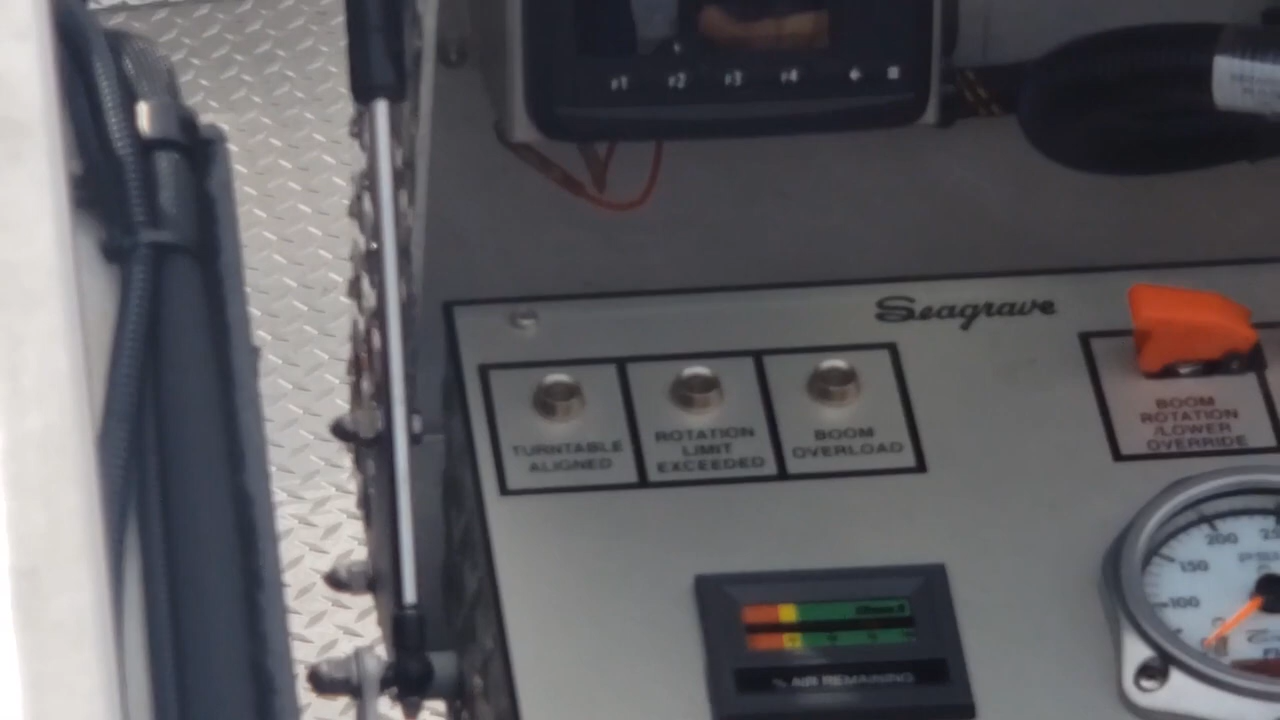 F1 F2 F3 F4
Seagrave
TURNTABLE
ALIGNED
ROTATION
LIMIT
EXCEEDED
BOOM
OVERLOAD
BOOM
ROTATION
/LOWER
OVERRIDE
% AIR REMAINING
200
150
100
PSI